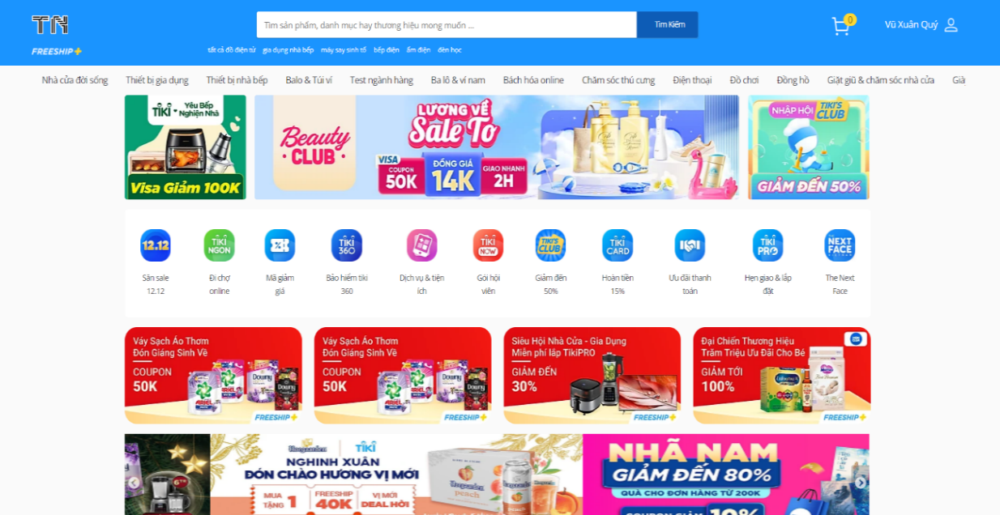 TN
FREESHIP+
Tìm sản phẩm, danh mục hay thương hiệu mong muốn ...
Tìm Kiếm
0
Vũ Xuân Quý
tất cả đồ điện tử gia dụng nhà bếp máy say sinh tố bếp điện ấm điện đèn học
Nhà cửa đời sống Thiết bị gia dụng Thiết bị nhà bếp Balo & Túi ví Test ngành hàng Ba lô & ví nam Bách hóa online Chăm sóc thú cưng Điện thoại Đồ chơi Đồng hồ Giặt giũ & chăm sóc nhà cửa Già
TIKI • Yêu Bếp
Nghiện Nhà
Visa Giảm 100K
Beauty
CLUB
LƯƠNG VỀ
Sale To
VISA
COUPON
50K
ĐỒNG GIÁ
14K
GIAO NHANH
2H
NHẬP HỘI
TIKI'S
CLUB
GIẢM ĐẾN 50%
12.12
TIKI
NGON
TIKI
360
TIKI
NOW
TIKI'S
CLUB
TIKI
CARD
TIKI
PRO
NEXT
FACE
Săn sale
12.12
Đi chợ
online
Mã giảm
giá
Bảo hiểm tiki
360
Dịch vụ & tiện
ích
Gói hội
viên
Giảm đến
50%
Hoàn tiền
15%
Ưu đãi thanh
toán
Hẹn giao & lắp
đặt
The Next
Face
Váy Sạch Áo Thơm
Đón Giáng Sinh Về
COUPON
50K
ARIEL
Downy
Downy
FREESHIP+
Váy Sạch Áo Thơm
Đón Giáng Sinh Về
COUPON
50K
ARIEL
Downy
Downy
FREESHIP+
Siêu Hội Nhà Cửa - Gia Dụng
Miễn phí lắp TikiPRO
GIẢM ĐẾN
30%
FREESHIP+
Đại Chiến Thương Hiệu
Trăm Triệu Ưu Đãi Cho Bé
GIẢM TỚI
100%
FREESHIP+
Hoegaarden TIKI
NGHINH XUÂN
ĐÓN CHÀO HƯƠNG VỊ MỚI
MUA
TẶNG 1
FREESHIP
40K
VỊ MỚI
DEAL HỜI
Hoegaarden
peach
NHÃ NAM
GIẢM ĐẾN 80%
QUÀ CHO ĐƠN HÀNG TỪ 200K
COUPON GIẢM 10%